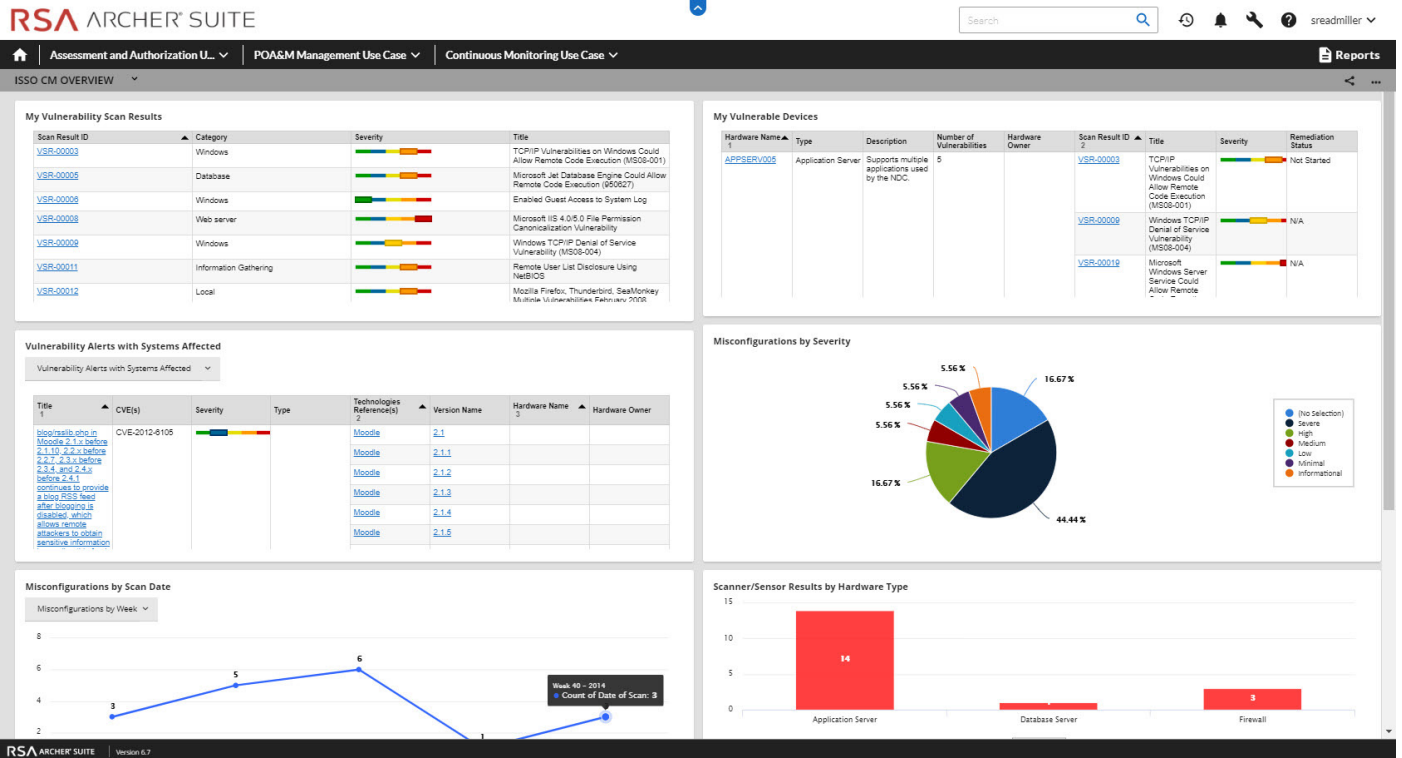 RSA ARCHER® SUITE
Search
sreadmiller
Assessment and Authorization U...
POA&M Management Use Case
Continuous Monitoring Use Case
Reports
ISSO CM OVERVIEW
...
My Vulnerability Scan Results
Scan Result ID Category Severity Title
VSR-00003 Windows TCP/IP Vulnerabilities on Windows Could
Allow Remote Code Execution (MS08-001)
VSR-00005 Database Microsoft Jet Database Engine Could Allow
Remote Code Execution (950627)
VSR-00006 Windows Enabled Guest Access to System Log
VSR-00008 Web server Microsoft IIS 4.0/5.0 File Permission
Canonicalization Vulnerability
VSR-00009 Windows Windows TCP/IP Denial of Service
Vulnerability (MS08-004)
VSR-00011 Information Gathering Remote User List Disclosure Using
NetBIOS
VSR-00012 Local Mozilla Firefox, Thunderbird, SeaMonkey
Multiple Vulnerabilities February 2008
My Vulnerable Devices
Hardware Name
1
Type
Description
Number of
Vulnerabilities
Hardware
Owner
Scan Result ID
2
Title
Severity
Remediation
Status
APPSERV005
Application Server
Supports multiple
applications used
by the NDC.
5
VSR-00003
TCP/IP
Vulnerabilities on
Windows Could
Allow Remote
Code Execution
(MS08-001)
Not Started
VSR-00009
Windows TCP/IP
Denial of Service
Vulnerability
(MS08-004)
N/A
VSR-00019
Microsoft
Windows Server
Service Could
Allow Remote
N/A
Vulnerability Alerts with Systems Affected
Vulnerability Alerts with Systems Affected
Title
1
CVE(s)
Severity
Type
Technologies
Reference(s)
2
Version Name
Hardware Name
3
Hardware Owner
blog/rsslib.php in
Moodle 2.1.x before
2.1.10, 2.2.x before
2.2.7, 2.3.x before
2.3.4, and 2.4.x
before 2.4.1
continues to provide
a blog RSS feed
after blogging is
disabled, which
allows remote
attackers to obtain
sensitive information
CVE-2012-6105
Moodle 2.1
Moodle 2.1.1
Moodle 2.1.2
Moodle 2.1.3
Moodle 2.1.4
Moodle 2.1.5
Misconfigurations by Severity
5.56 %
16.67 %
5.56 %
5.56 %
5.56 %
16.67 %
44.44 %
(No Selection)
Severe
High
Medium
Low
Minimal
Informational
Misconfigurations by Scan Date
Misconfigurations by Week
8
6
4
2
3
5
6
1
3
Week 40 - 2014
Count of Date of Scan: 3
Scanner/Sensor Results by Hardware Type
15
10
5
0
14
3
Application Server
Database Server
Firewall
RSA ARCHER® SUITE
Version 6.7